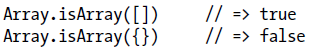 Array.isArray([])     // => true
Array.isArray({})     // => false